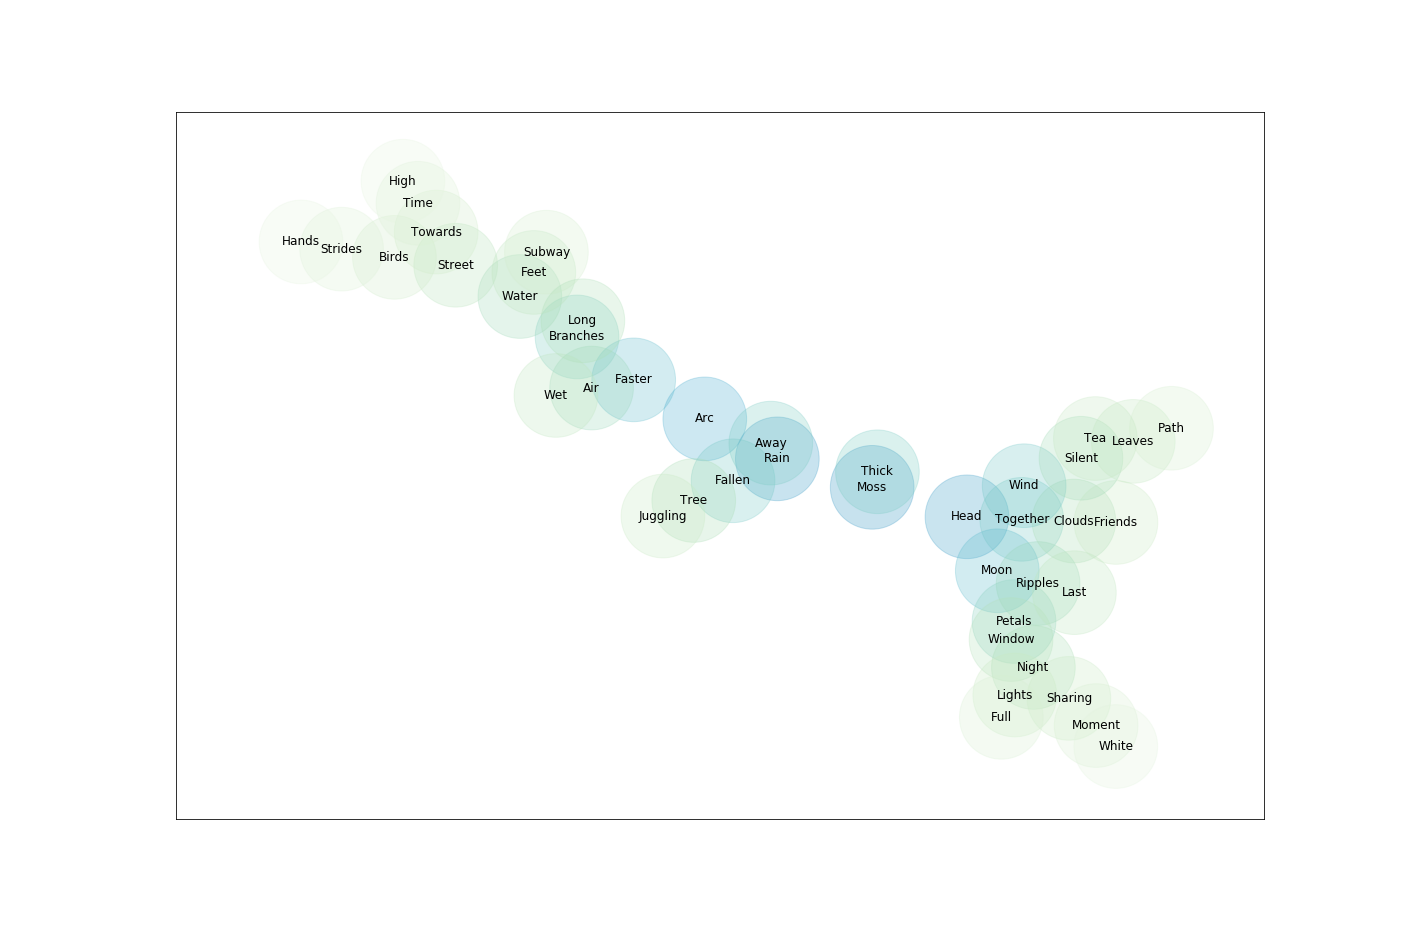 High
Time
Towards
Hands
Strides
Birds
Street
Subway
Feet
Water
Long
Branches
Faster
Air
Wet
Arc
Away
Rain
Fallen
Tree
Juggling
Thick
Moss
Path
Tea
Leaves
Silent
Wind
Head
Together
Clouds
Friends
Moon
Ripples
Last
Petals
Window
Night
Lights
Sharing
Full
Moment
White